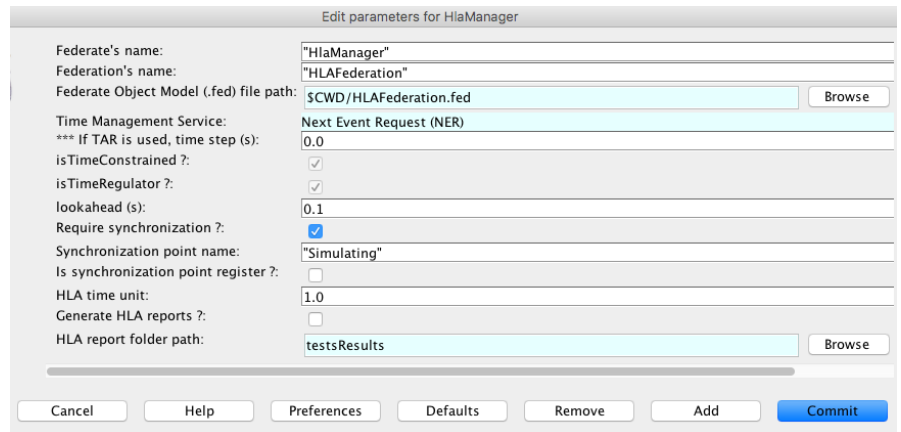 Edit parameters for HlaManager
Federate's name: "HlaManager"
Federation's name: "HLAFederation"
Federate Object Model (.fed) file path: $CWD/HLAFederation.fed Browse
Time Management Service: Next Event Request (NER)
*** If TAR is used, time step (s): 0.0
isTimeConstrained ?:
isTimeRegulator ?:
lookahead (s): 0.1
Require synchronization ?:
Synchronization point name: "Simulating"
Is synchronization point register ?:
HLA time unit: 1.0
Generate HLA reports ?:
HLA report folder path: testsResults Browse
Cancel Help Preferences Defaults Remove Add Commit